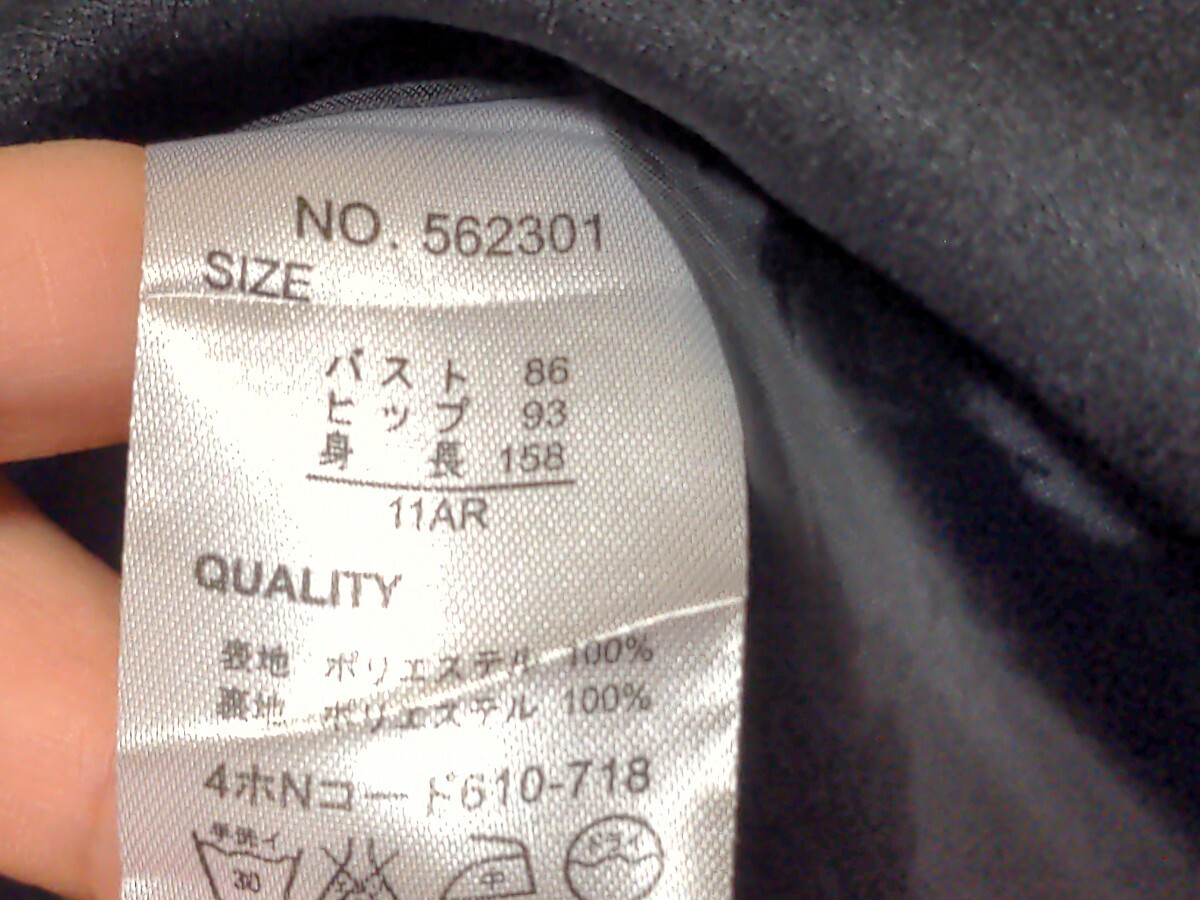 NO. 562301
SIZE
バスト 86
ヒップ 93
身長 158
11AR
QUALITY
表地 ポリエステル 100%
裏地 ポリエステル 100%
4ホNコード610-718
手洗イ
30
中
ドライ